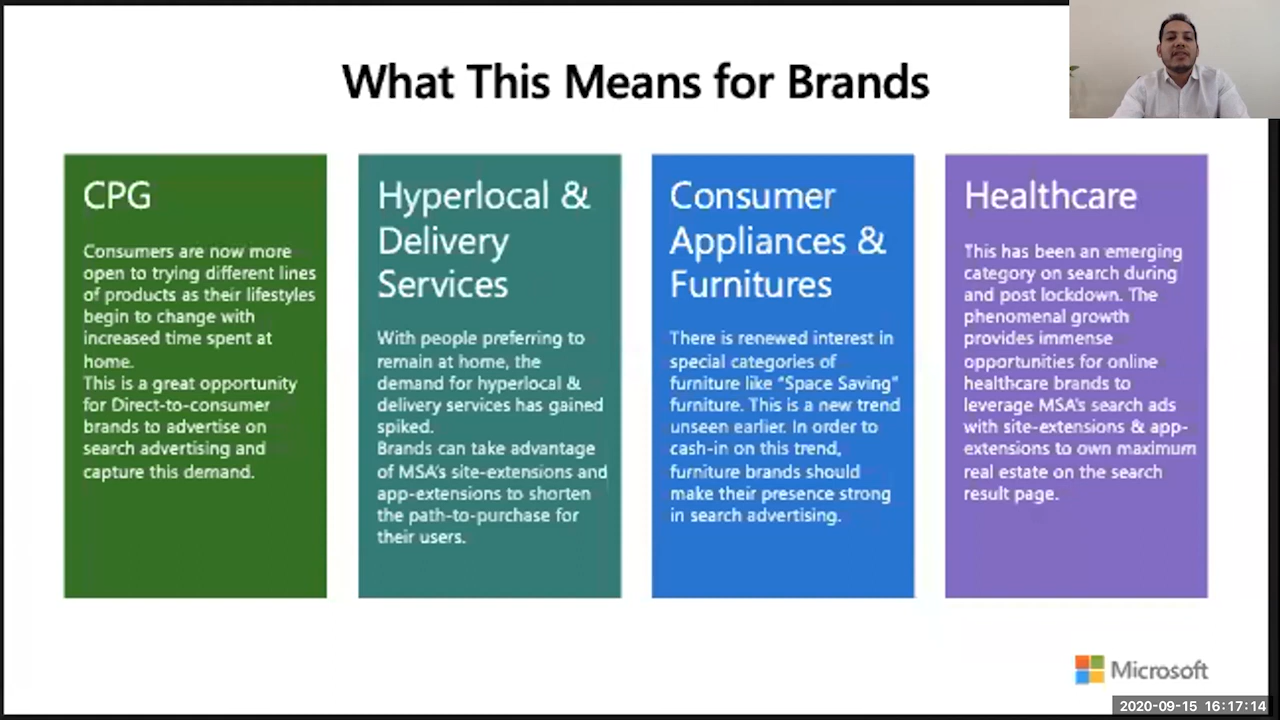 What This Means for Brands
CPG
Consumers are now more
open to trying different lines
of products as their lifestyles
begin to change with
increased time spent at
home.
This is a great opportunity
for Direct-to-consumer
brands to advertise on
search advertising and
capture this demand.
Hyperlocal &
Delivery
Services
With people preferring to
remain at home, the
demand for hyperlocal &
delivery services has gained
spiked.
Brands can take advantage
of MSA's site-extensions and
app-extensions to shorten
the path-to-purchase for
their users.
Consumer
Appliances &
Furnitures
There is renewed interest in
special categories of
furniture like "Space Saving"
furniture. This is a new trend
unseen earlier. In order to
cash-in on this trend,
furniture brands should
make their presence strong
in search advertising.
Healthcare
This has been an emerging
category on search during
and post lockdown. The
phenomenal growth
provides immense
opportunities for online
healthcare brands to
leverage MSA's search ads
with site-extensions & app-
extensions to own maximum
real estate on the search
result page.
Microsoft
2020-09-15 16:17:14